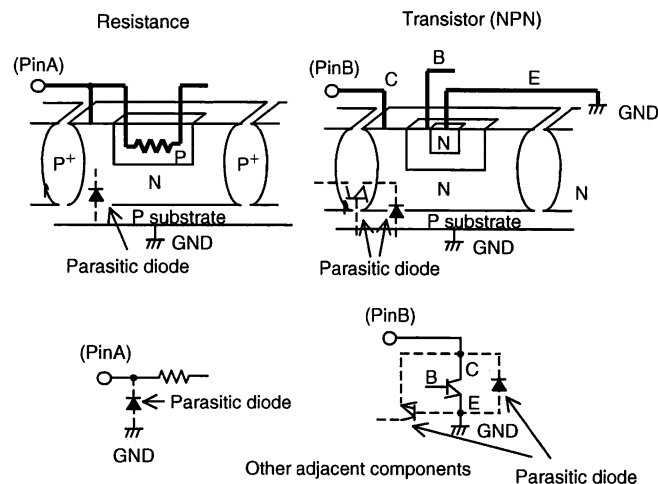 Resistance
Transistor (NPN)
(PinA)
P+
P
N
P+
P substrate
GND
Parasitic diode
(PinB)
C
B
E
GND
N
N
N
P substrate
GND
Parasitic diode
(PinA)
Parasitic diode
GND
(PinB)
C
B
E
GND
Other adjacent components
Parasitic diode